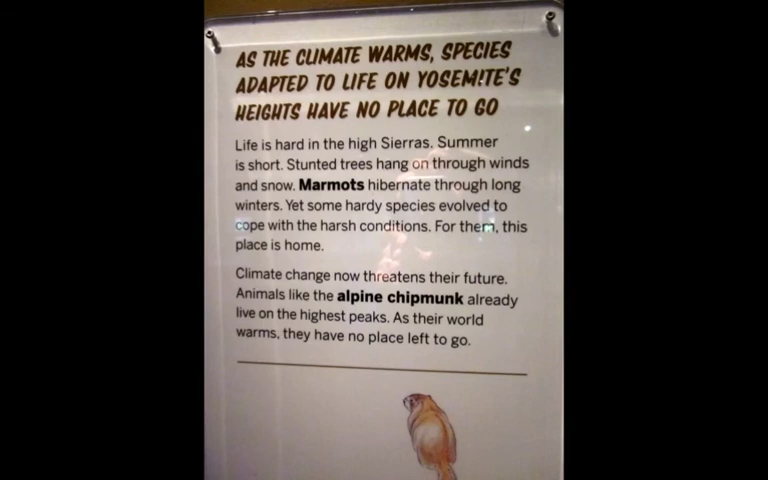 AS THE CLIMATE WARMS, SPECIES
ADAPTED TO LIFE ON YOSEMITE'S
HEIGHTS HAVE NO PLACE TO GO
Life is hard in the high Sierras. Summer
is short. Stunted trees hang on through winds
and snow. Marmots hibernate through long
winters. Yet some hardy species evolved to
cope with the harsh conditions. For them, this
place is home.
Climate change now threatens their future.
Animals like the alpine chipmunk already
live on the highest peaks. As their world
warms, they have no place left to go.